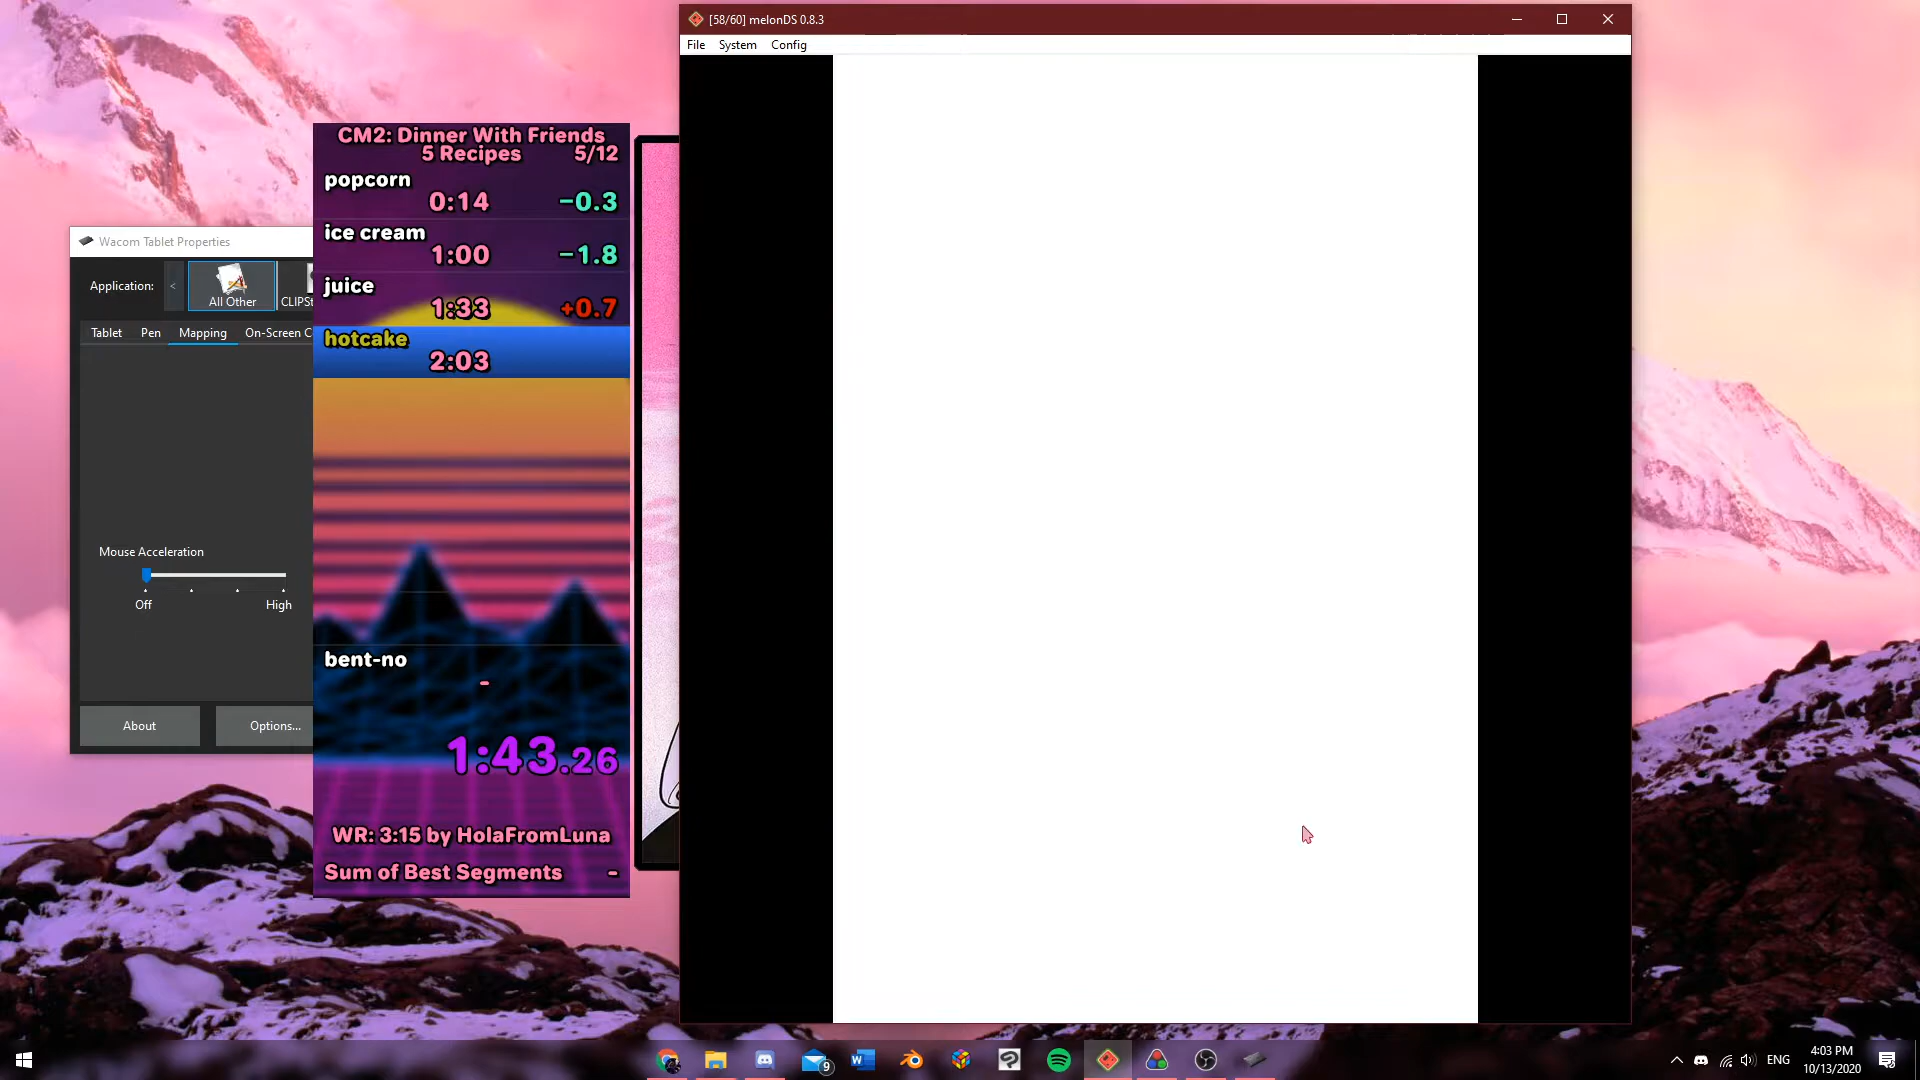 [58/60] melonDS 0.8.3
File System Config
CM2: Dinner With Friends
5 Recipes 5/12
popcorn
0:14 −0.3
ice cream
1:00 −1.8
juice
1:33 +0.7
hotcake
2:03
bent-no
-
1:43.26
WR: 3:15 by HolaFromLuna
Sum of Best Segments -
Wacom Tablet Properties
Application: < All Other
Tablet Pen Mapping On-Screen
Mouse Acceleration
Off High
About Options...
9
ENG
4:03 PM
10/13/2020